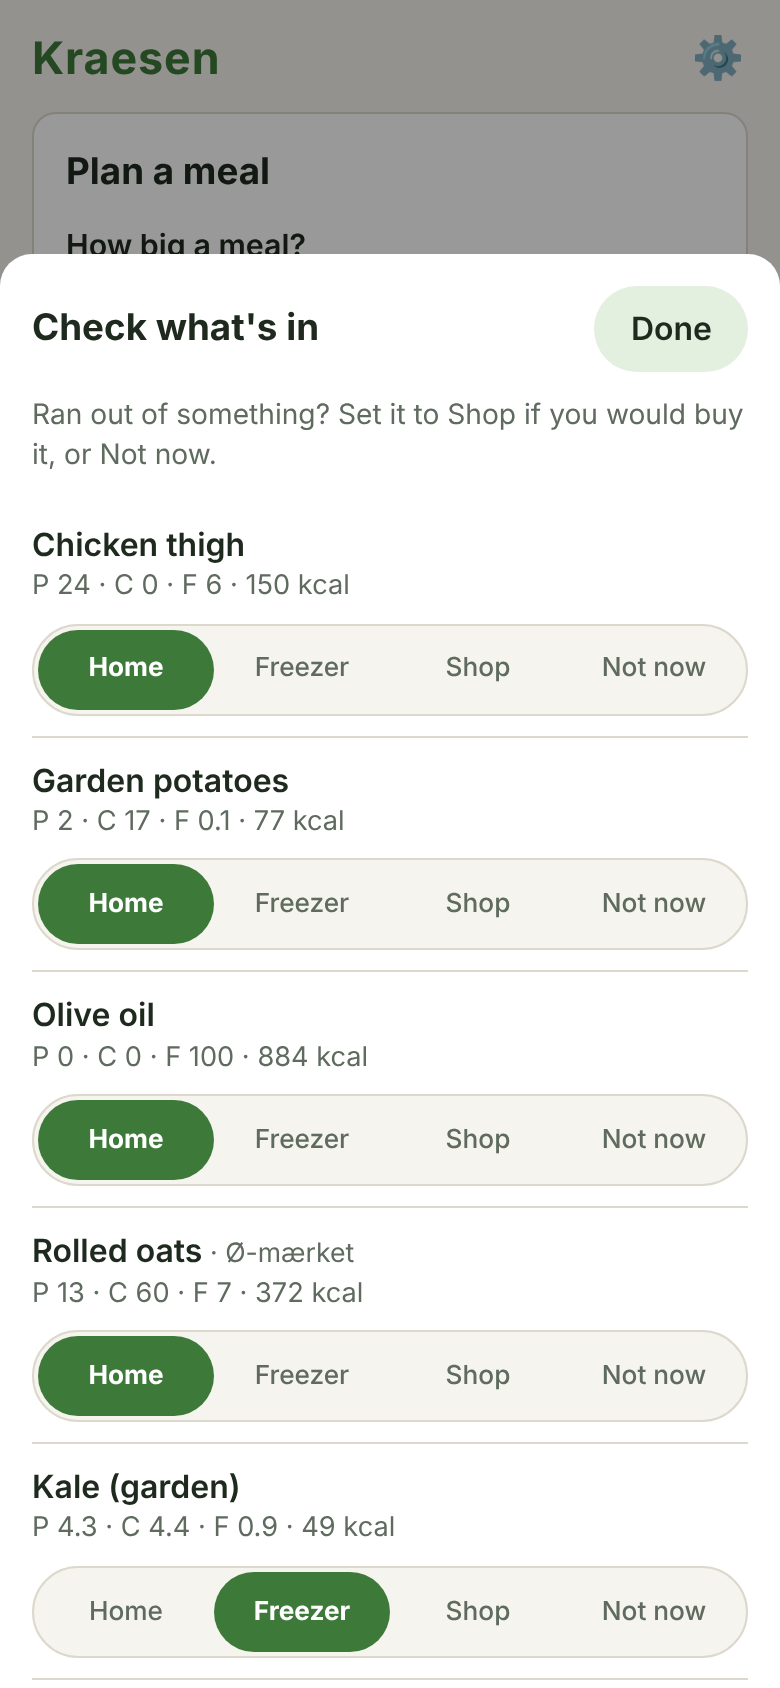 Kraesen
Plan a meal
How big a meal?
Check what's in
Done
Ran out of something? Set it to Shop if you would buy
it, or Not now.
Chicken thigh
P 24 · C 0 · F 6 · 150 kcal
Home Freezer Shop Not now
Garden potatoes
P 2 · C 17 · F 0.1 · 77 kcal
Home Freezer Shop Not now
Olive oil
P 0 · C 0 · F 100 · 884 kcal
Home Freezer Shop Not now
Rolled oats · Ø-mærket
P 13 · C 60 · F 7 · 372 kcal
Home Freezer Shop Not now
Kale (garden)
P 4.3 · C 4.4 · F 0.9 · 49 kcal
Home Freezer Shop Not now